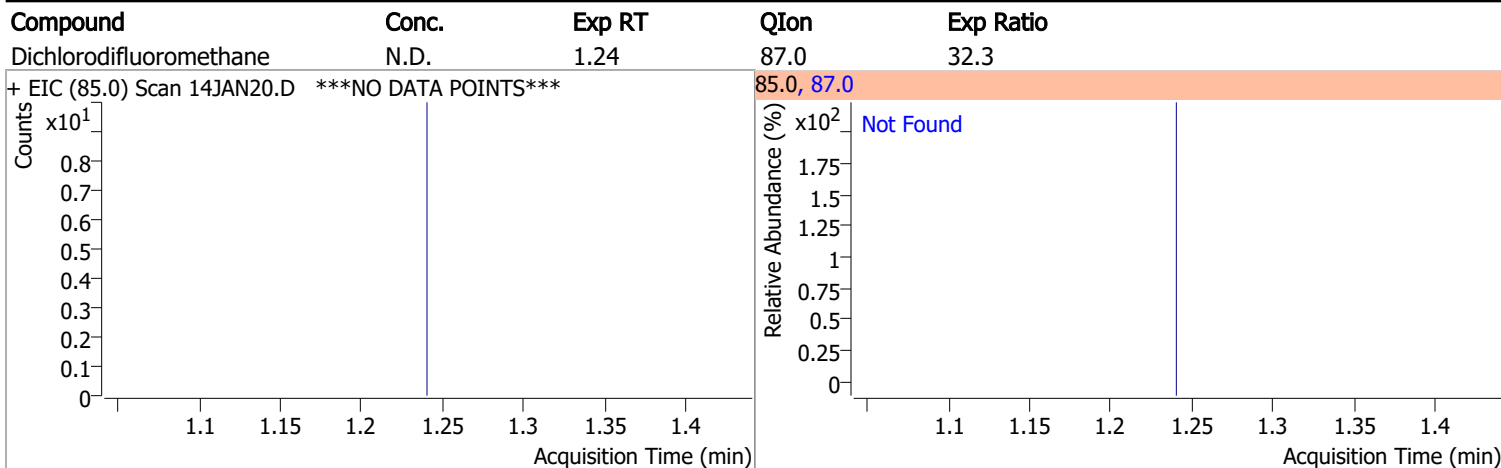 Compound Conc. Exp RT QIon Exp Ratio
Dichlorodifluoromethane N.D. 1.24 87.0 32.3
+ EIC (85.0) Scan 14JAN20.D ***NO DATA POINTS***
Counts
x10¹
0.8
0.7
0.6
0.5
0.4
0.3
0.2
0.1
0
1.1 1.15 1.2 1.25 1.3 1.35 1.4
Acquisition Time (min)
85.0, 87.0
Relative Abundance (%)
x10²
Not Found
1.75
1.5
1.25
1
0.75
0.5
0.25
0
1.1 1.15 1.2 1.25 1.3 1.35 1.4
Acquisition Time (min)